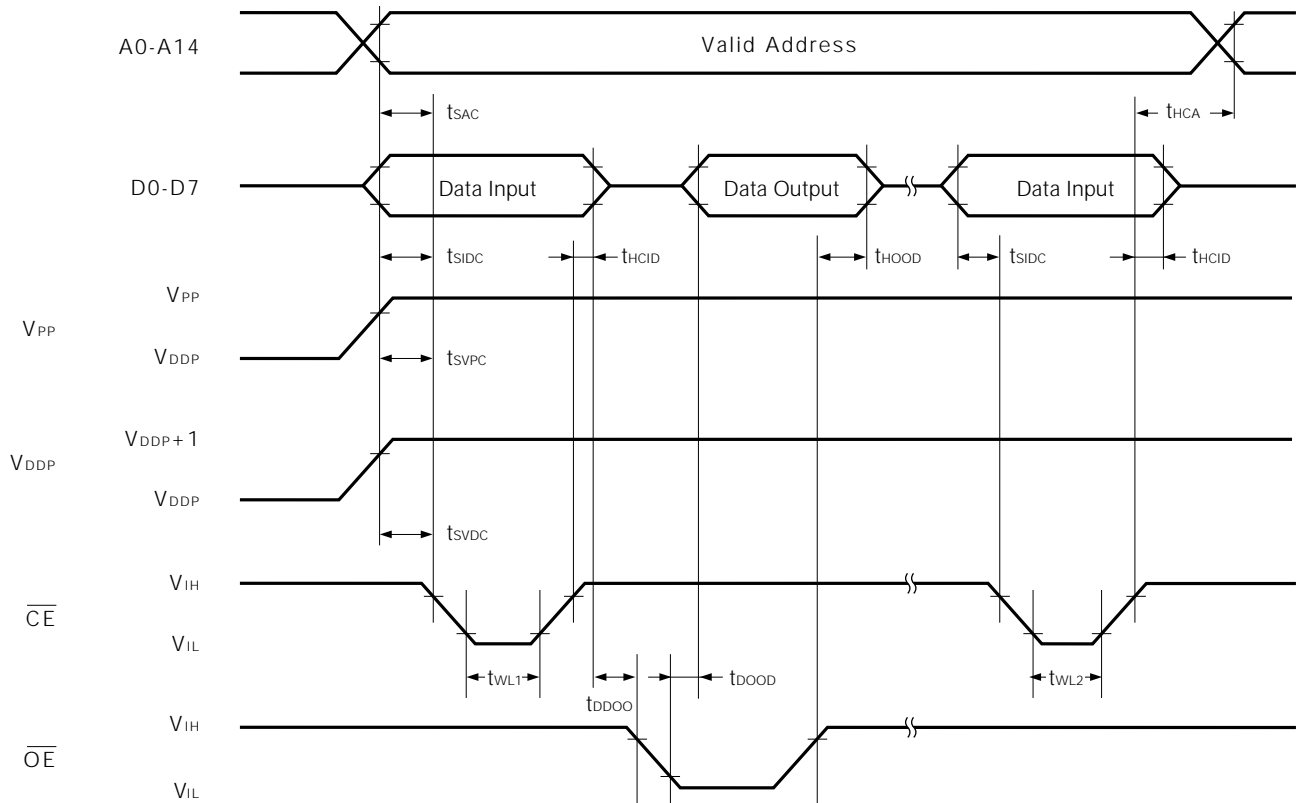 A0-A14
Valid Address
tSAC
tHCA
D0-D7
Data Input
Data Output
Data Input
tSIDC
tHCID
tHOOD
tSIDC
tHCID
VPP
VPP
VDDP
tSVPC
VDDP+1
VDDP
VDDP
tSVDC
VIH
CE
VIL
tWL1
tDOOD
tWL2
tDDOO
VIH
OE
VIL